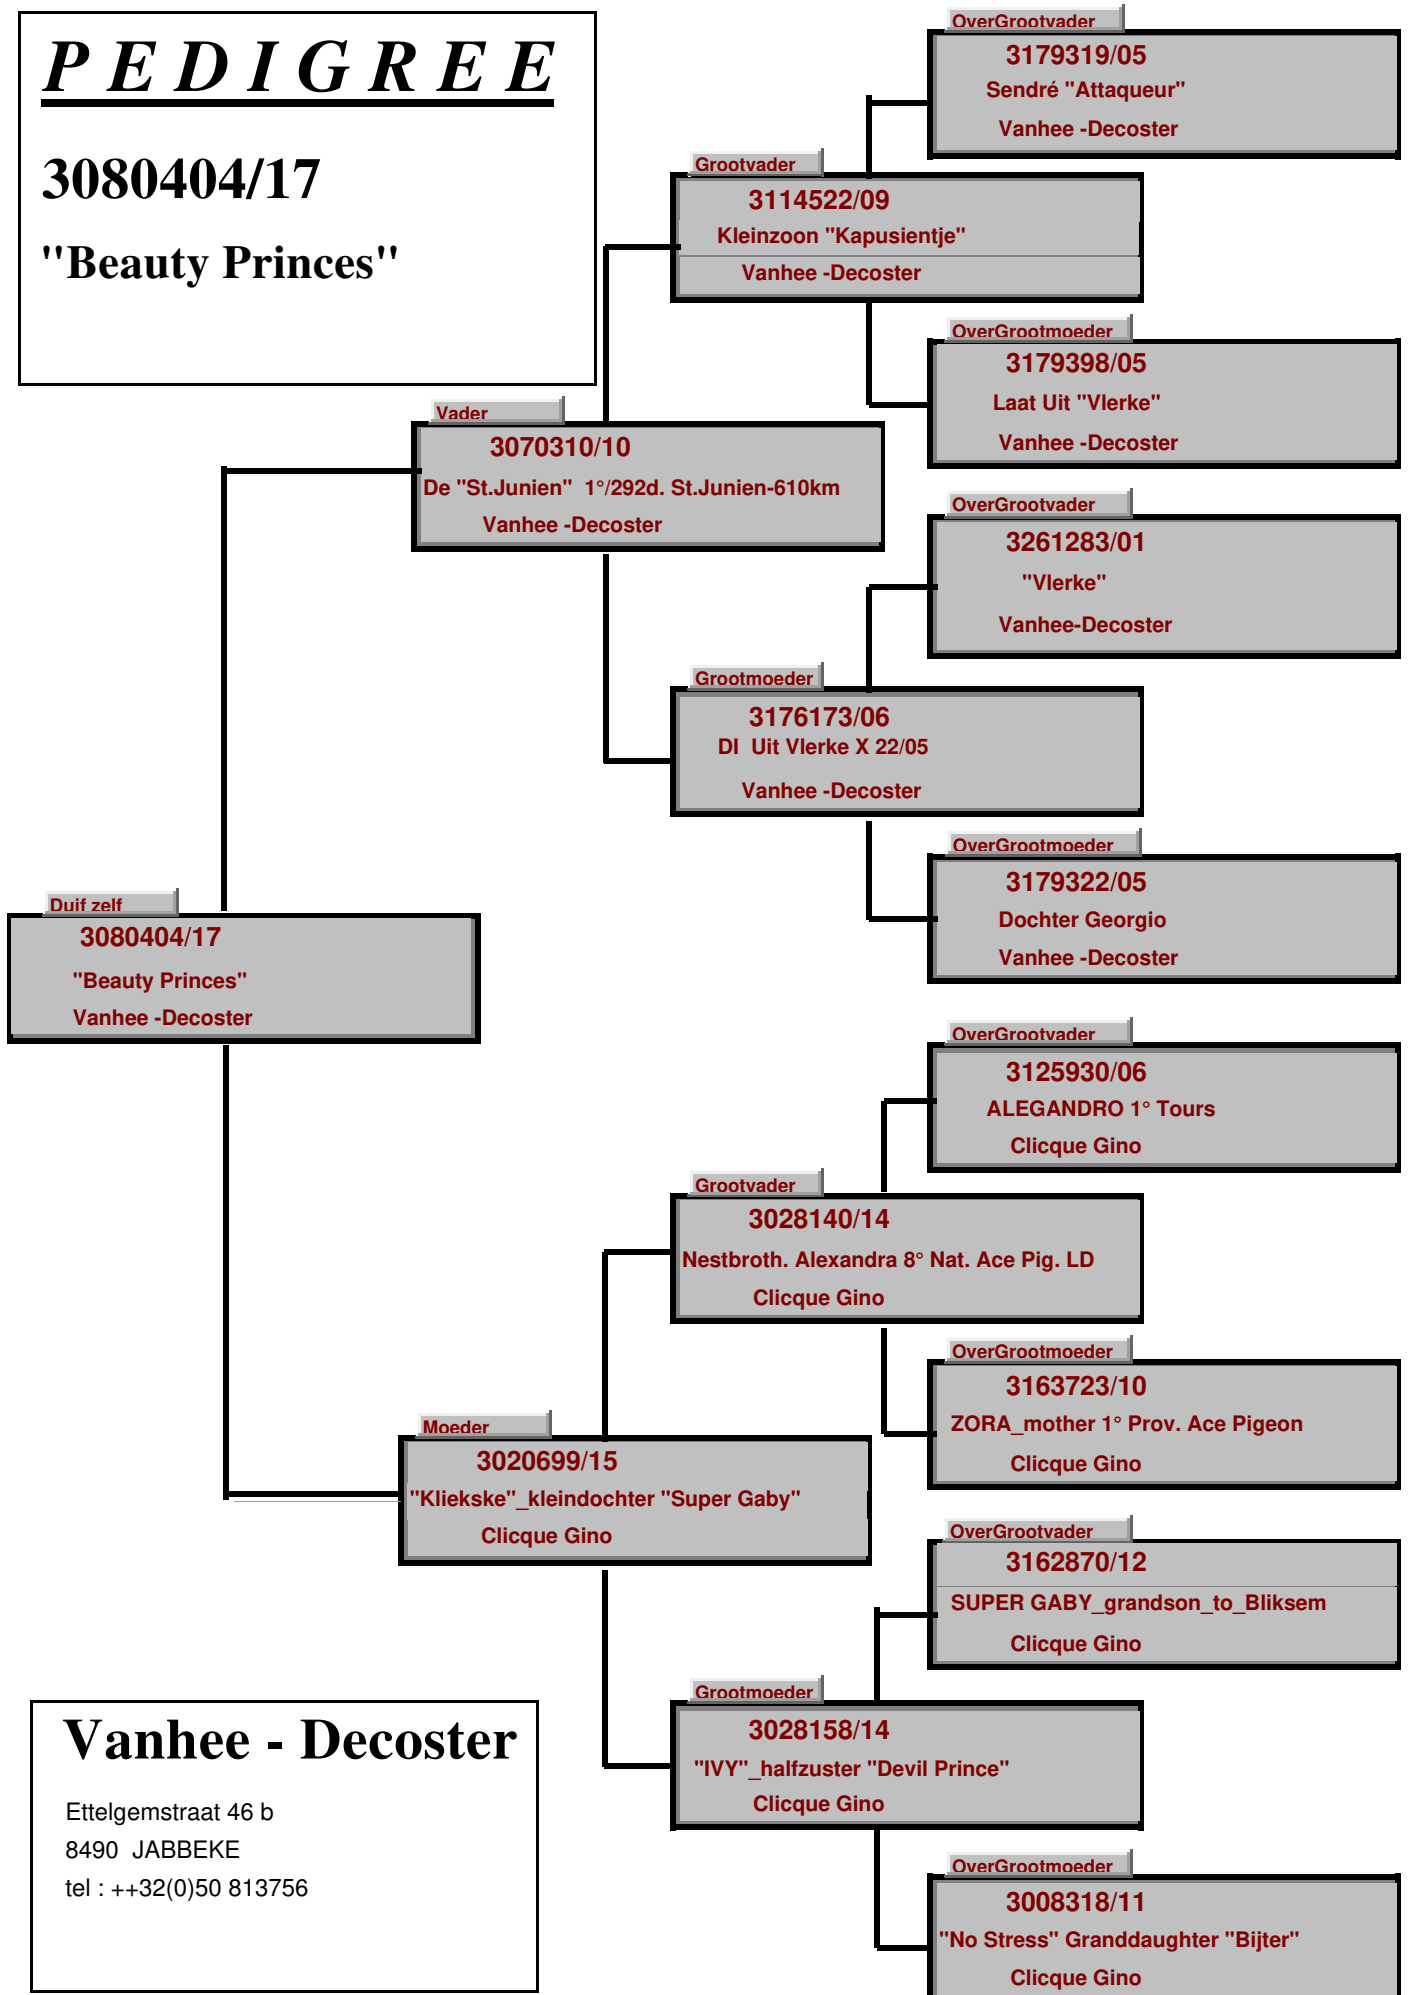 P E D I G R E E
3080404/17
"Beauty Princes"
OverGrootvader
3179319/05
Sendré "Attaqueur"
Vanhee -Decoster
Grootvader
3114522/09
Kleinzoon "Kapusientje"
Vanhee -Decoster
OverGrootmoeder
3179398/05
Laat Uit "Vlerke"
Vanhee -Decoster
Vader
3070310/10
De "St.Junien" 1°/292d. St.Junien-610km
Vanhee -Decoster
OverGrootvader
3261283/01
"Vlerke"
Vanhee-Decoster
Grootmoeder
3176173/06
DI Uit Vlerke X 22/05
Vanhee -Decoster
OverGrootmoeder
3179322/05
Dochter Georgio
Vanhee -Decoster
Duif zelf
3080404/17
"Beauty Princes"
Vanhee -Decoster
OverGrootvader
3125930/06
ALEGANDRO 1° Tours
Clicque Gino
Grootvader
3028140/14
Nestbroth. Alexandra 8° Nat. Ace Pig. LD
Clicque Gino
OverGrootmoeder
3163723/10
ZORA_mother 1° Prov. Ace Pigeon
Clicque Gino
Moeder
3020699/15
"Kliekske"_kleindochter "Super Gaby"
Clicque Gino
OverGrootvader
3162870/12
SUPER GABY_grandson_to_Bliksem
Clicque Gino
Grootmoeder
3028158/14
"IVY"_halfzuster "Devil Prince"
Clicque Gino
OverGrootmoeder
3008318/11
"No Stress" Granddaughter "Bijter"
Clicque Gino
Vanhee - Decoster
Ettelgemstraat 46 b
8490 JABBEKE
tel : ++32(0)50 813756